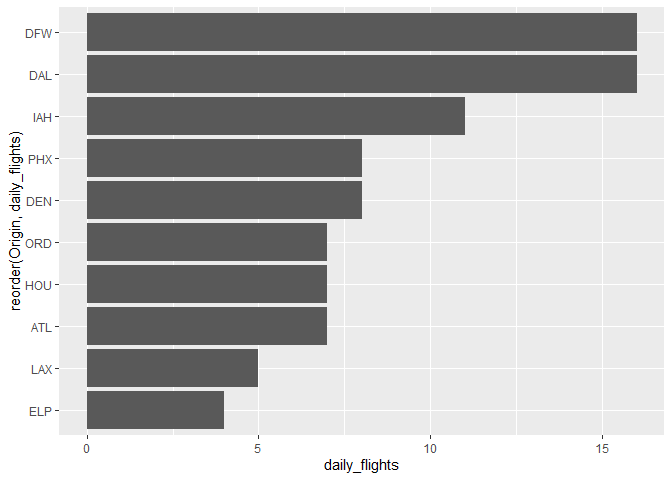 reorder(Origin, daily_flights)
DFW
DAL
IAH
PHX
DEN
ORD
HOU
ATL
LAX
ELP
0 5 10 15
daily_flights